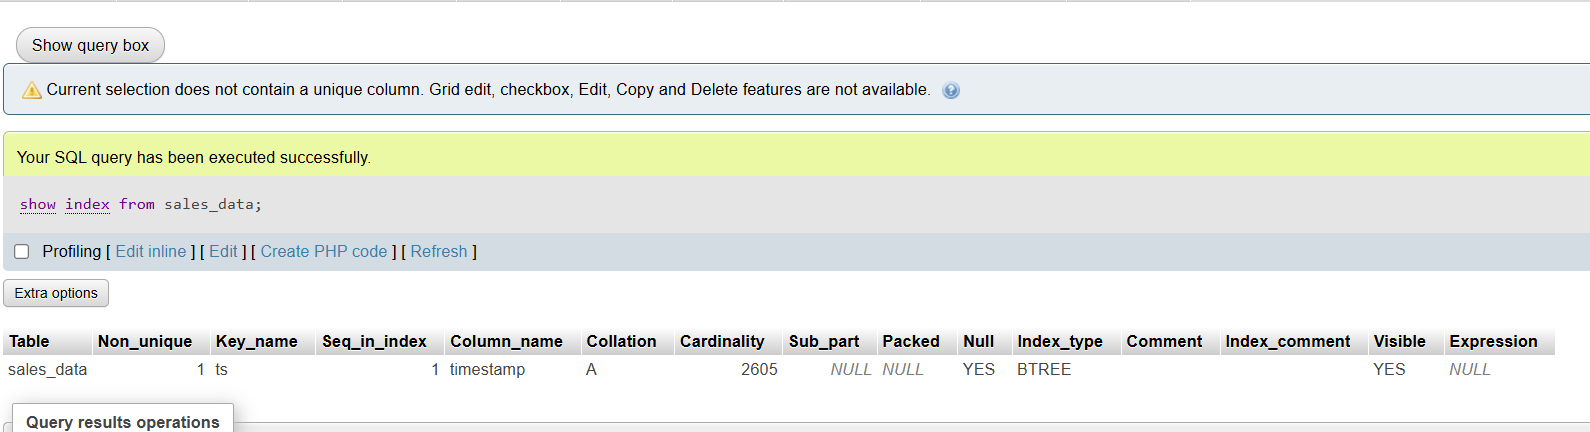 Show query box
Current selection does not contain a unique column. Grid edit, checkbox, Edit, Copy and Delete features are not available.
Your SQL query has been executed successfully.
show index from sales_data;
Profiling [ Edit inline ] [ Edit ] [ Create PHP code ] [ Refresh ]
Extra options
Table Non_unique Key_name Seq_in_index Column_name Collation Cardinality Sub_part Packed Null Index_type Comment Index_comment Visible Expression
sales_data 1 ts 1 timestamp A 2605 NULL NULL YES BTREE YES NULL
Query results operations